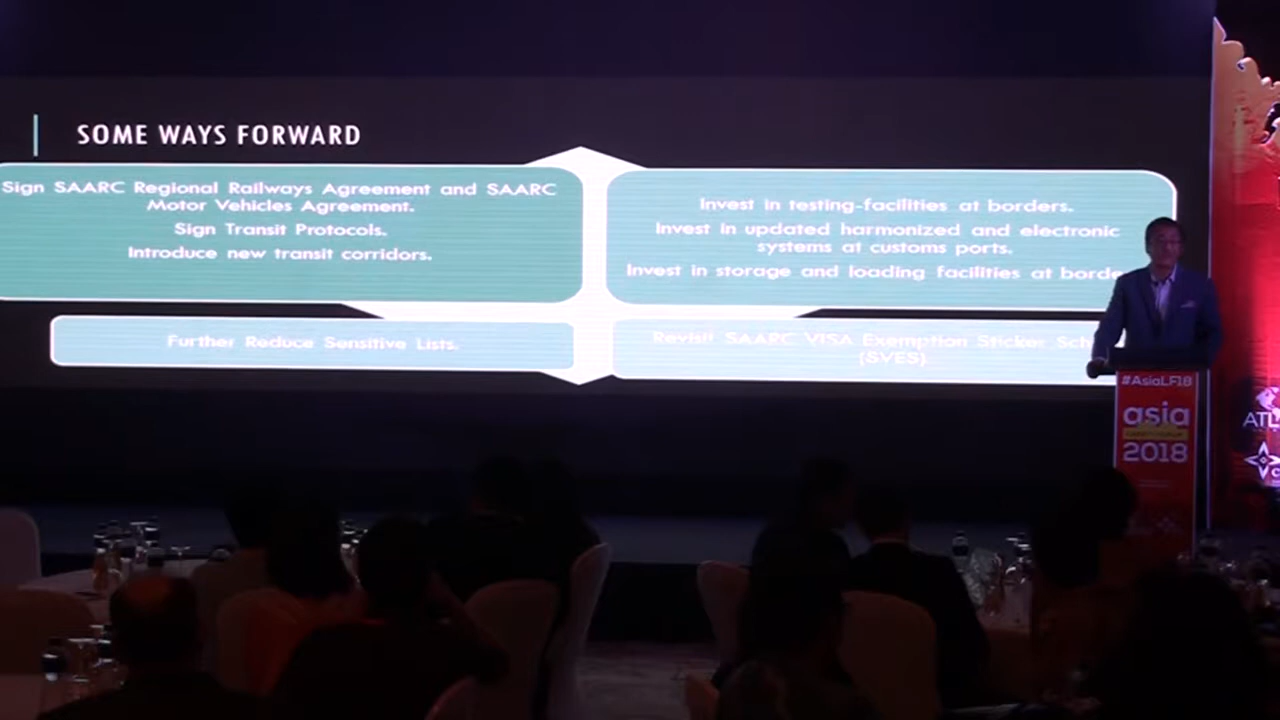 SOME WAYS FORWARD
Sign SAARC Regional Railways Agreement and SAARC
Motor Vehicles Agreement.
Sign Transit Protocols.
Introduce new transit corridors.
Invest in testing-facilities at borders.
Invest in updated harmonized and electronic
systems at customs ports.
Invest in storage and loading facilities at borde
Further Reduce Sensitive Lists.
Revisit SAARC VISA Exemption Sticker Sch
(SVES).
#AsiaLF18
asia
2018
ATL